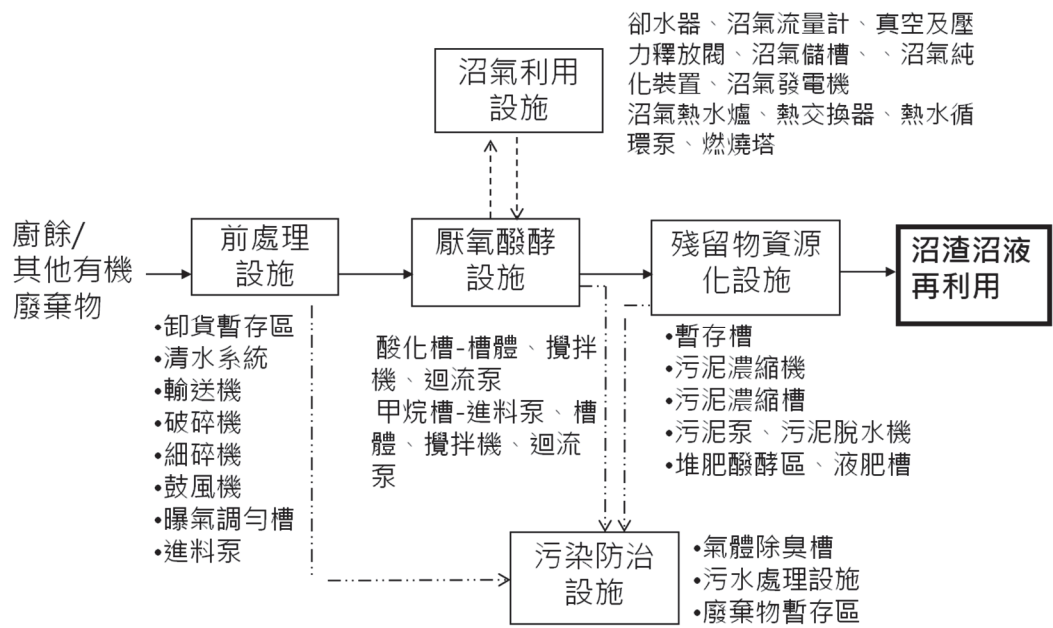 卻水器、沼氣流量計、真空及壓
力釋放閥、沼氣儲槽、、沼氣純
化裝置、沼氣發電機
沼氣熱水爐、熱交換器、熱水循
環泵、燃燒塔
沼氣利用
設施
廚餘/
其他有機
廢棄物
前處理
設施
厭氧醱酵
設施
殘留物資源
化設施
沼渣沼液
再利用
•卸貨暫存區
•清水系統
•輸送機
•破碎機
•細碎機
•鼓風機
•曝氣調勻槽
•進料泵
酸化槽-槽體、攪拌
機、迴流泵
甲烷槽-進料泵、槽
體、攪拌機、迴流
泵
•暫存槽
•污泥濃縮機
•污泥濃縮槽
•污泥泵、污泥脫水機
•堆肥醱酵區、液肥槽
污染防治
設施
•氣體除臭槽
•污水處理設施
•廢棄物暫存區